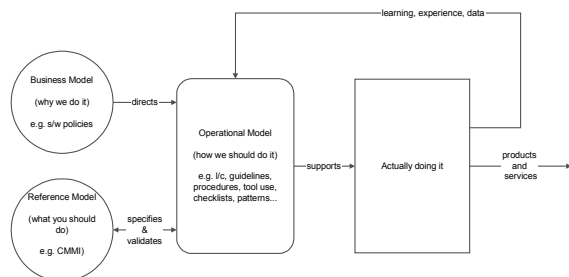 learning, experience, data
Business Model
(why we do it)
e.g. s/w policies
directs
Operational Model
(how we should do it)
e.g. l/c, guidelines,
procedures, tool use,
checklists, patterns...
supports
Actually doing it
products
and
services
Reference Model
(what you should
do)
e.g. CMMI)
specifies
&
validates